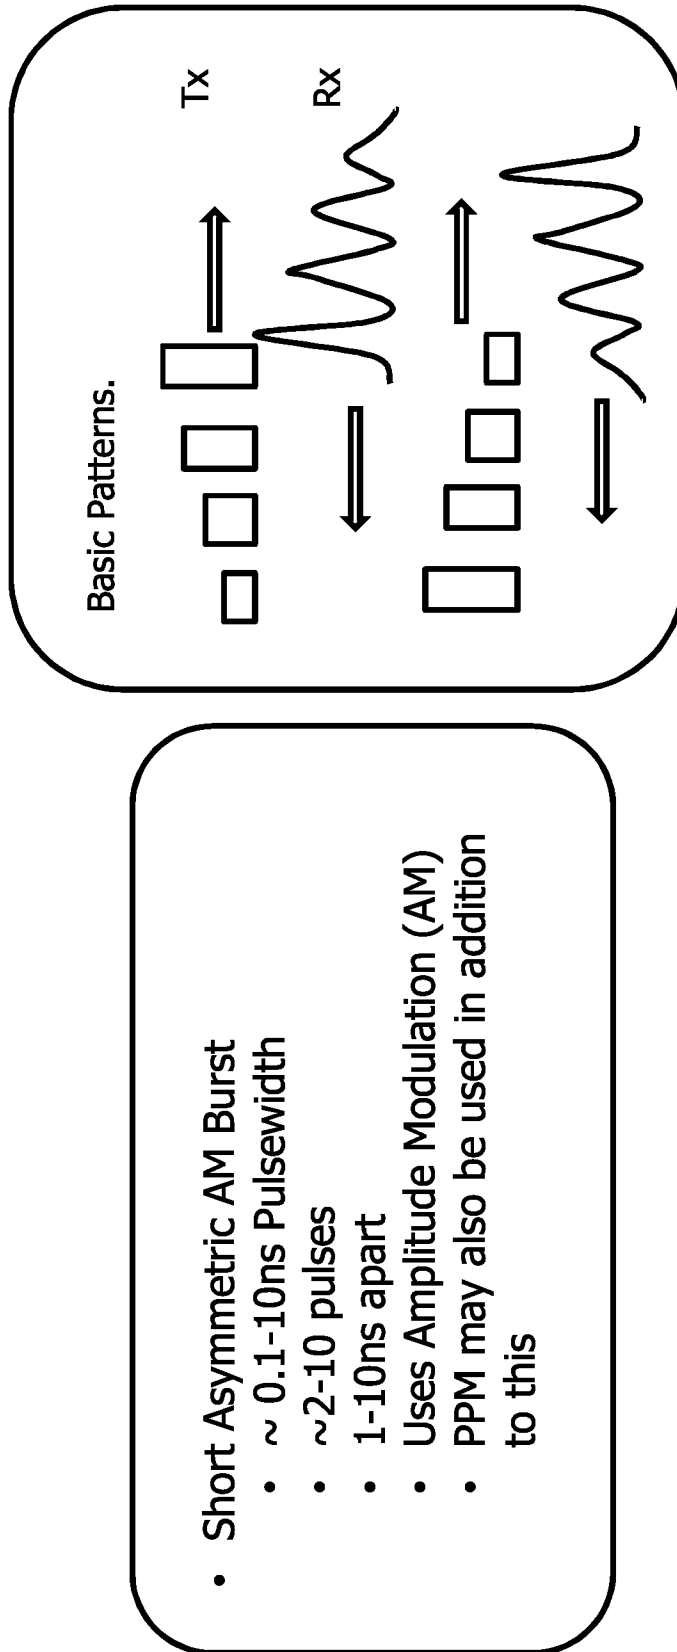 • Short Asymmetric AM Burst
• ~ 0.1-10ns Pulsewidth
• ~2-10 pulses
• 1-10ns apart
• Uses Amplitude Modulation (AM)
• PPM may also be used in addition
to this
Basic Patterns.
Tx
Rx